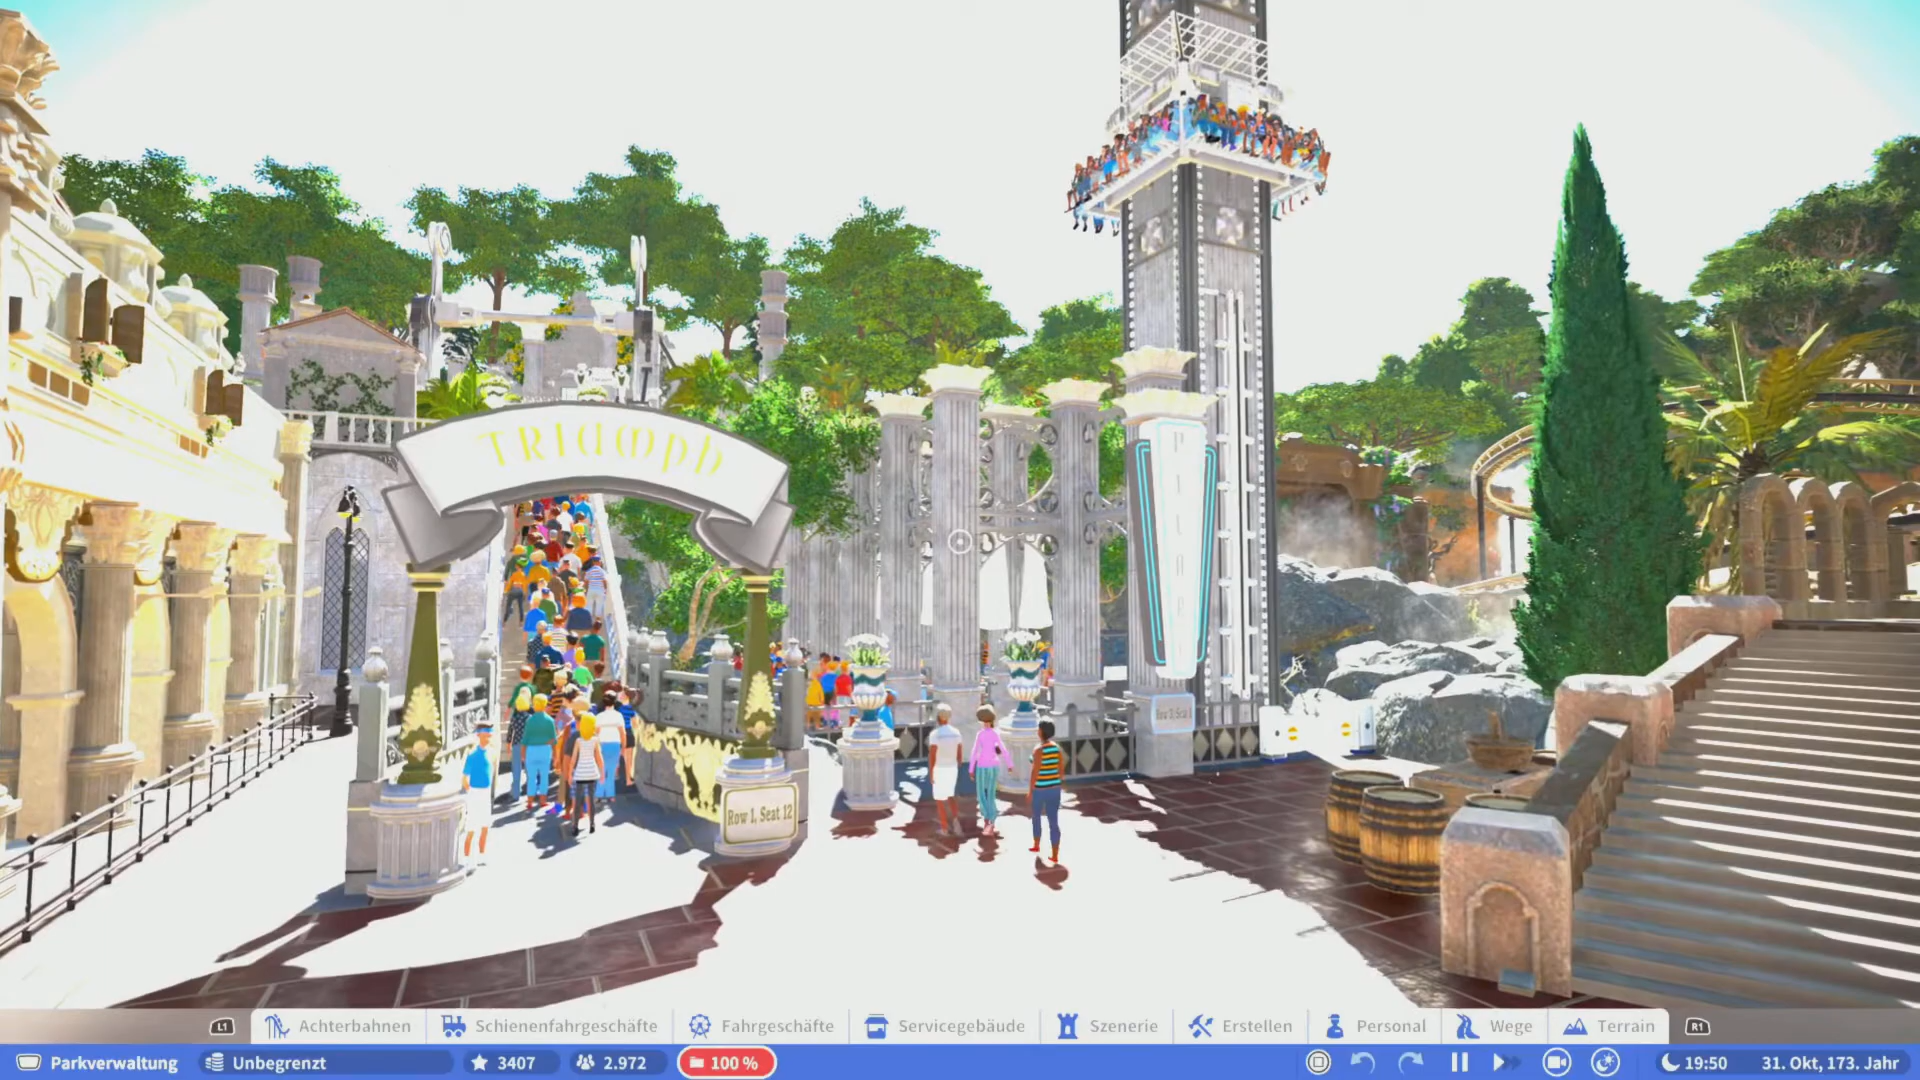 TRIUMPH
PILLAR
Row 1, Seat 12
L1
Achterbahnen
Schienenfahrgeschäfte
Fahrgeschäfte
Servicegebäude
Szenerie
Erstellen
Personal
Wege
Terrain
R1
Parkverwaltung
Unbegrenzt
3407
2.972
100 %
19:50
31. Okt, 173. Jahr